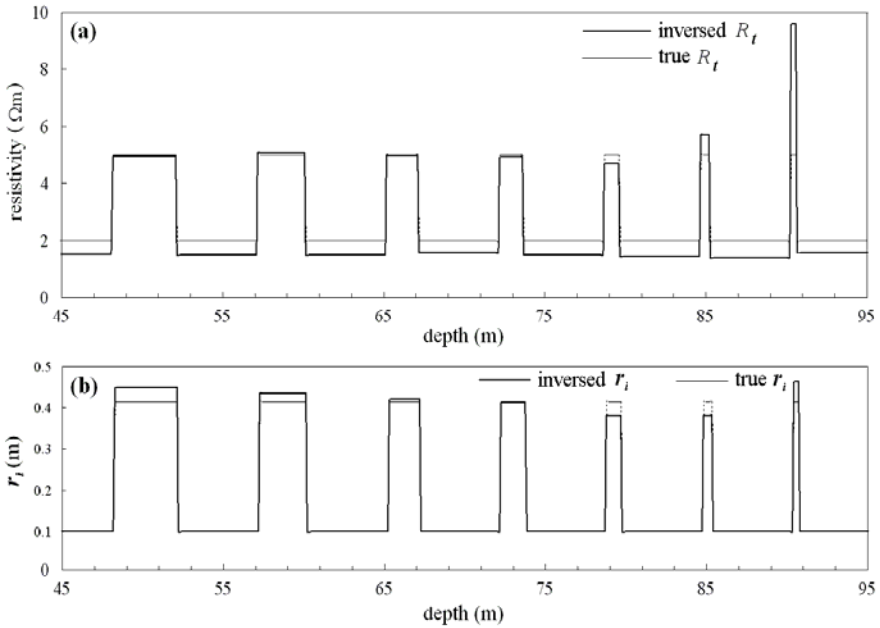 (a)
inversed R_t
true R_t
resistivity ( Ωm)
10
8
6
4
2
0
45 55 65 75 85 95
depth (m)
(b)
inversed r_i true r_i
r_i (m)
0.5
0.4
0.3
0.2
0.1
0
45 55 65 75 85 95
depth (m)